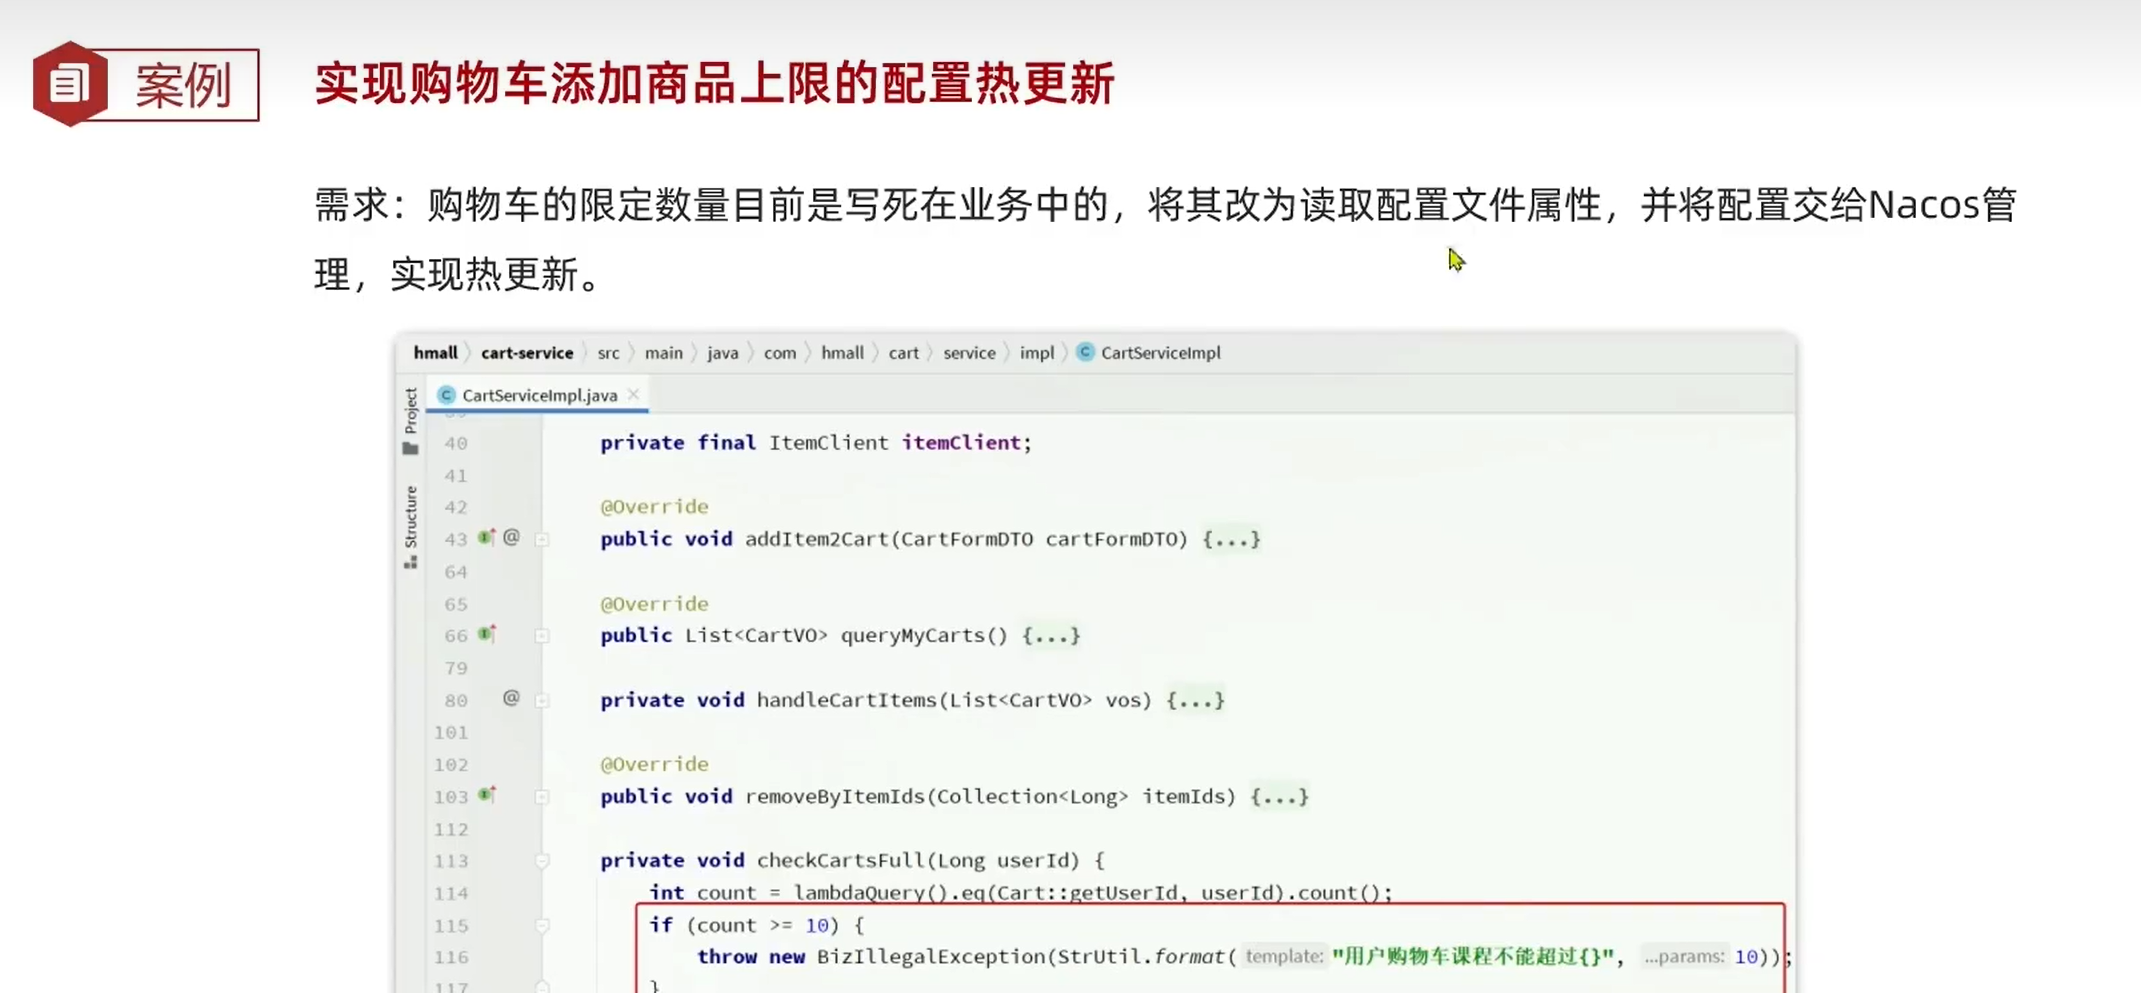 案例
实现购物车添加商品上限的配置热更新
需求：购物车的限定数量目前是写死在业务中的，将其改为读取配置文件属性，并将配置交给Nacos管
理，实现热更新。
hmall 〉 cart-service 〉 src 〉 main 〉 java 〉 com 〉 hmall 〉 cart 〉 service 〉 impl 〉 C CartServiceImpl
C CartServiceImpl.java ×
Project
Structure
40 private final ItemClient itemClient;
41
42 @Override
43 @ public void addItem2Cart(CartFormDTO cartFormDTO) {...}
64
65 @Override
66 public List<CartVO> queryMyCarts() {...}
79
80 @ private void handleCartItems(List<CartVO> vos) {...}
101
102 @Override
103 public void removeByItemIds(Collection<Long> itemIds) {...}
112
113 private void checkCartsFull(Long userId) {
114 int count = lambdaQuery().eq(Cart::getUserId, userId).count();
115 if (count >= 10) {
116 throw new BizIllegalException(StrUtil.format( template: "用户购物车课程不能超过{}", ...params: 10));
117 }